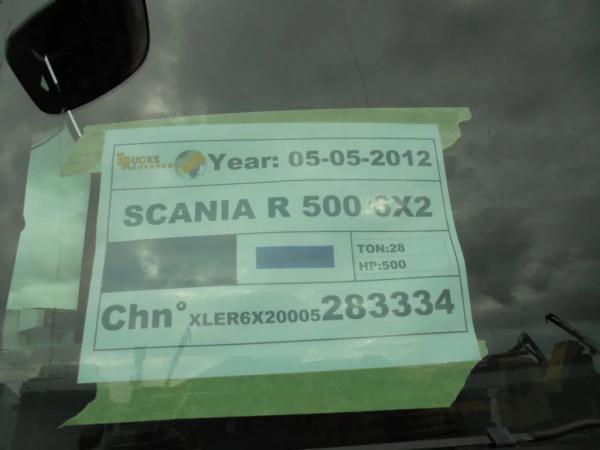 TRUCKS
Year: 05-05-2012
SCANIA R 500 6X2
TON:28
HP:500
Chn° XLER6X20005283334